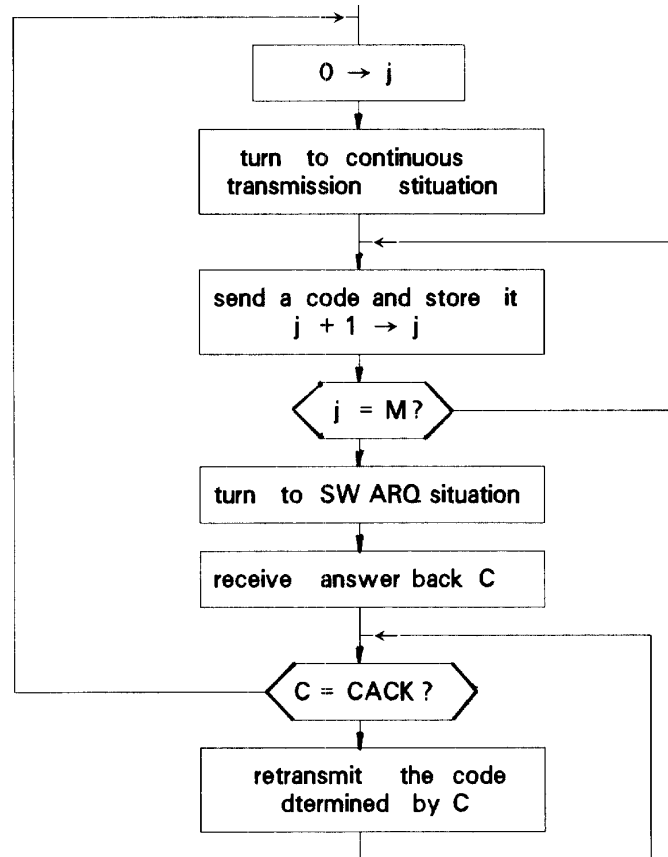 0 → j
turn to continuous
transmission stituation
send a code and store it
j + 1 → j
j = M?
turn to SW ARQ situation
receive answer back C
C = CACK?
retransmit the code
dtermined by C